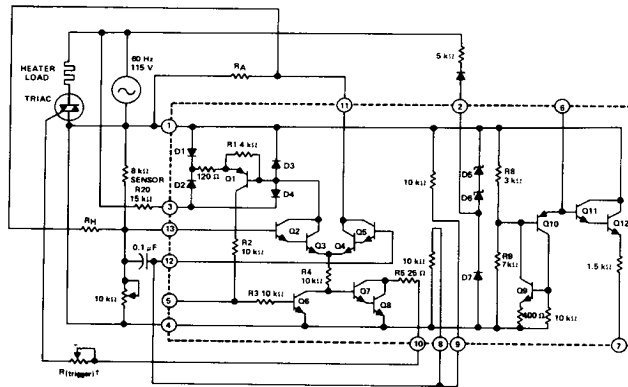 60 Hz
115 V
HEATER
LOAD
TRIAC
RA
5 kΩ
11
2
6
1
R1 4 kΩ
D1
120 Ω
Q1
D3
D2
D4
8 kΩ
SENSOR
R20
15 kΩ
3
10 kΩ
D5
D6
R8
3 kΩ
Q10
Q11
Q12
RH
13
Q2
Q3
Q4
Q5
0.1 μF
12
R2
10 kΩ
R4
10 kΩ
R5 25 Ω
10 kΩ
D7
R9
7kΩ
Q9
1.5 kΩ
10 kΩ
5
R3 10 kΩ
Q6
Q7
Q8
400 Ω
10 kΩ
4
10
8
9
7
R(trigger)†